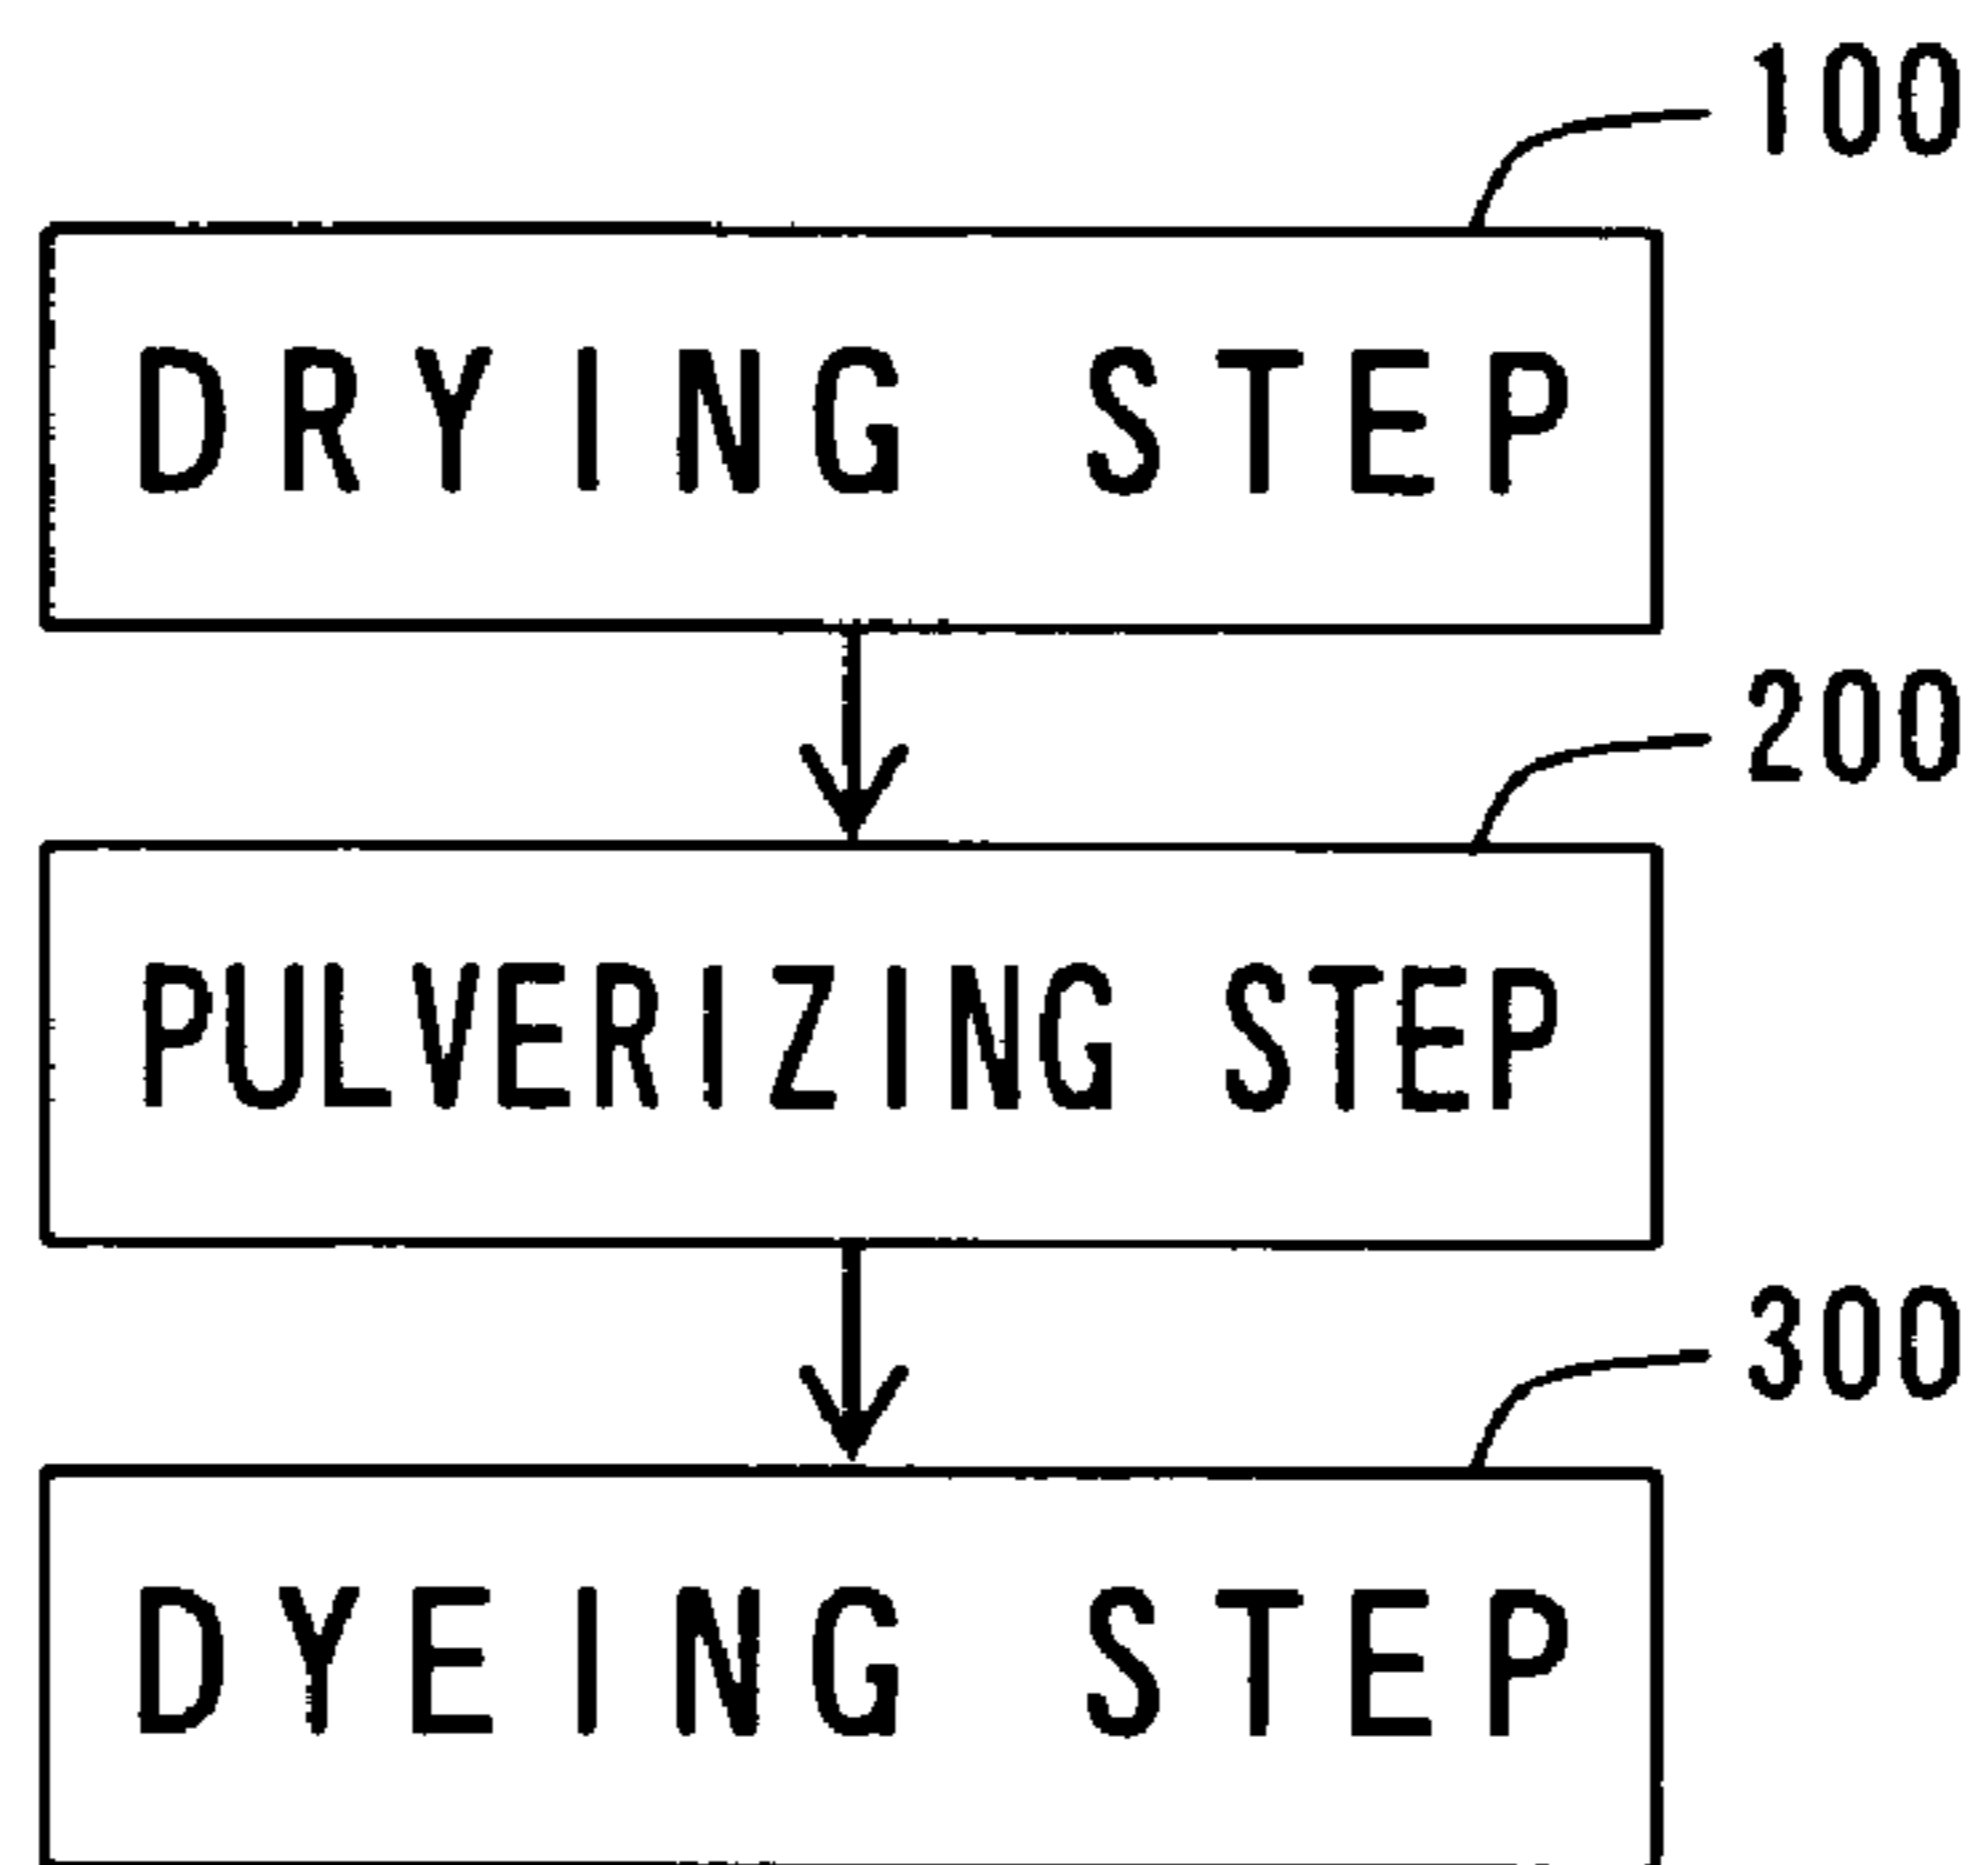 100
DRYING STEP
200
PULVERIZING STEP
300
DYEING STEP